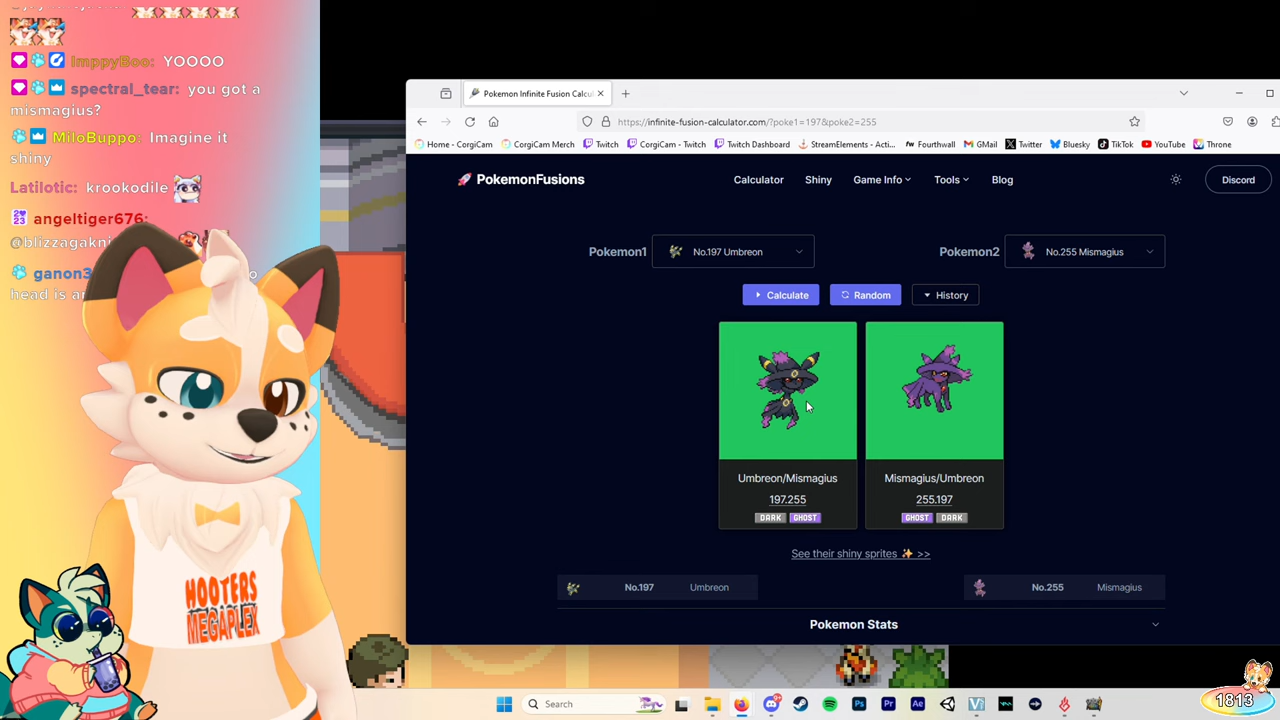 ImppyBoo: YOOOO
spectral_tear: you got a
mismagius?
MiloBuppo: Imagine it
shiny
Latilotic: krookodile
angeltiger676:
@blizzagakni
ganon3
head is a
HOOTERS
MEGAPLEX
Pokemon Infinite Fusion Calcu
https://infinite-fusion-calculator.com/?poke1=197&poke2=255
Home - CorgiCam
CorgiCam Merch
Twitch
CorgiCam - Twitch
Twitch Dashboard
StreamElements - Acti...
Fourthwall
GMail
Twitter
Bluesky
TikTok
YouTube
Throne
PokemonFusions
Calculator
Shiny
Game Info
Tools
Blog
Discord
Pokemon1
No.197 Umbreon
Pokemon2
No.255 Mismagius
Calculate
Random
History
Umbreon/Mismagius
197.255
DARK GHOST
Mismagius/Umbreon
255.197
GHOST DARK
See their shiny sprites ✨ >>
No.197
Umbreon
No.255
Mismagius
Pokemon Stats
Search
1813